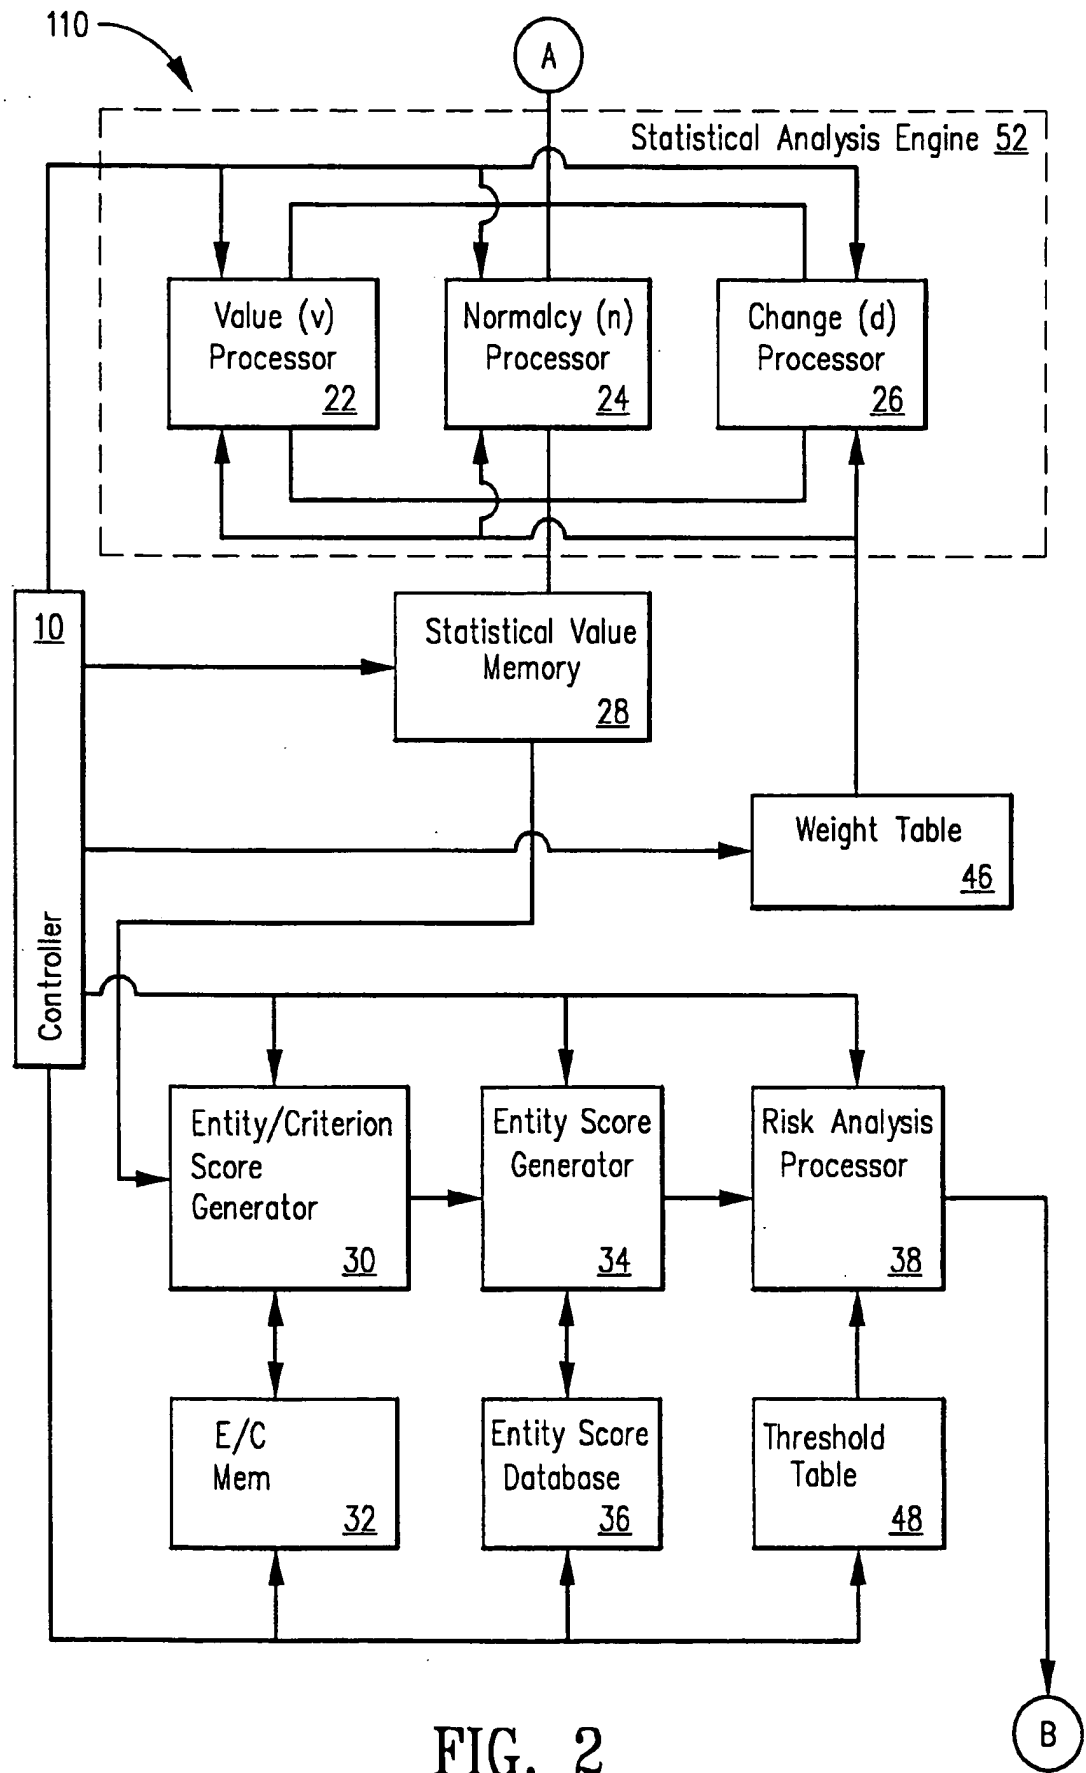 110
A
Statistical Analysis Engine 52
Value (v)
Processor
22
Normalcy (n)
Processor
24
Change (d)
Processor
26
10
Controller
Statistical Value
Memory
28
Weight Table
46
Entity/Criterion
Score
Generator
30
Entity Score
Generator
34
Risk Analysis
Processor
38
E/C
Mem
32
Entity Score
Database
36
Threshold
Table
48
B
FIG. 2